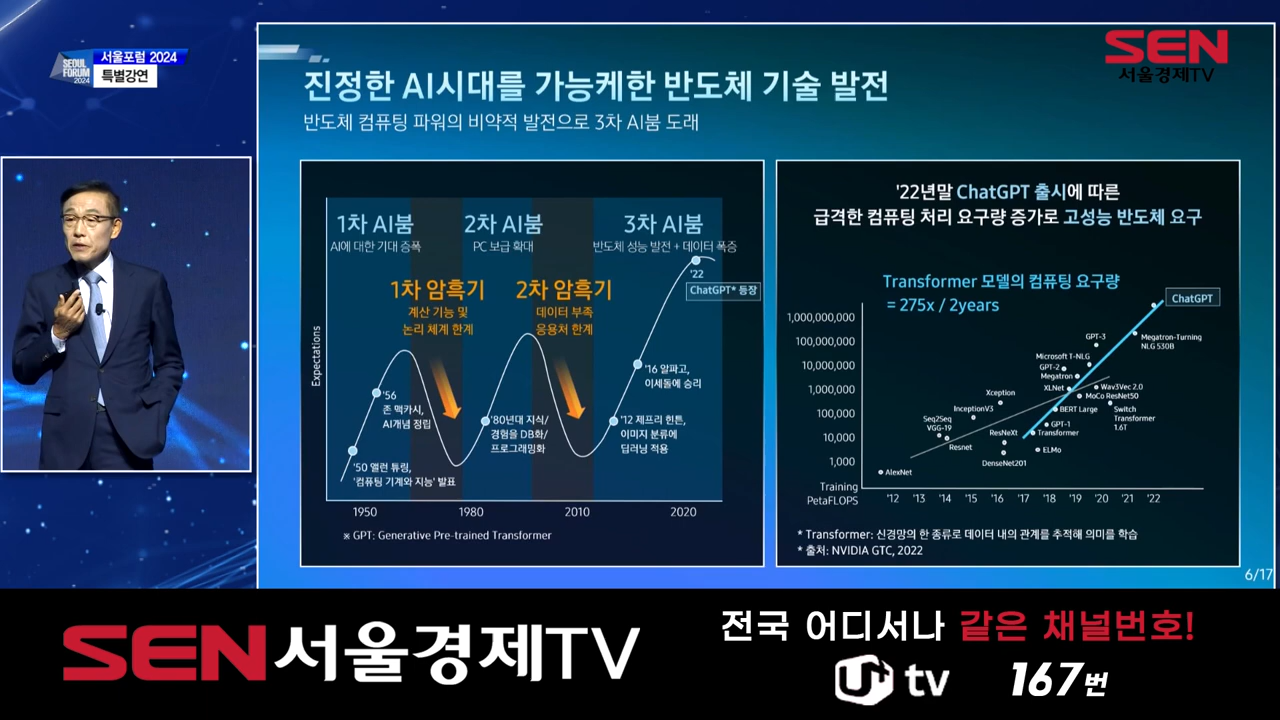 SEOUL
FORUM
2024
서울포럼 2024
특별강연
SEN
서울경제TV
진정한 AI시대를 가능케한 반도체 기술 발전
반도체 컴퓨팅 파워의 비약적 발전으로 3차 AI붐 도래
1차 AI붐
AI에 대한 기대 증폭
2차 AI붐
PC 보급 확대
3차 AI붐
반도체 성능 발전 + 데이터 폭증
1차 암흑기
계산 기능 및
논리 체계 한계
2차 암흑기
데이터 부족
응용처 한계
'22
ChatGPT* 등장
Expectations
'56
존 맥카시,
AI개념 정립
'50 앨런 튜링,
'컴퓨팅 기계와 지능' 발표
'80년대 지식/
경험을 DB화/
프로그래밍화
'16 알파고,
이세돌에 승리
'12 제프리 힌튼,
이미지 분류에
딥러닝 적용
1950 1980 2010 2020
※ GPT: Generative Pre-trained Transformer
'22년말 ChatGPT 출시에 따른
급격한 컴퓨팅 처리 요구량 증가로 고성능 반도체 요구
Transformer 모델의 컴퓨팅 요구량
= 275x / 2years
ChatGPT
1,000,000,000
100,000,000
10,000,000
1,000,000
100,000
10,000
1,000
Training
PetaFLOPS
GPT-3
Megatron-Turing
NLG 530B
Microsoft T-NLG
GPT-2
Megatron
XLNet
Wav3Vec 2.0
MoCo ResNet50
Xception
InceptionV3
BERT Large
Switch
Transformer
1.6T
Seq2Seq
VGG-19
GPT-1
Transformer
ResNeXt
Resnet
ELMo
DenseNet201
AlexNet
'12 '13 '14 '15 '16 '17 '18 '19 '20 '21 '22
* Transformer: 신경망의 한 종류로 데이터 내의 관계를 추적해 의미를 학습
* 출처: NVIDIA GTC, 2022
6/17
SEN서울경제TV
전국 어디서나 같은 채널번호!
U+ tv 167번